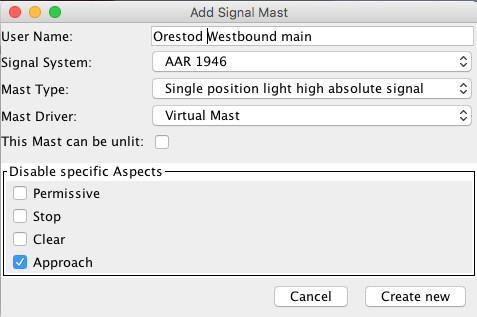 Add Signal Mast
User Name: Orestod Westbound main
Signal System: AAR 1946
Mast Type: Single position light high absolute signal
Mast Driver: Virtual Mast
This Mast can be unlit:
Disable specific Aspects
Permissive
Stop
Clear
Approach
Cancel Create new